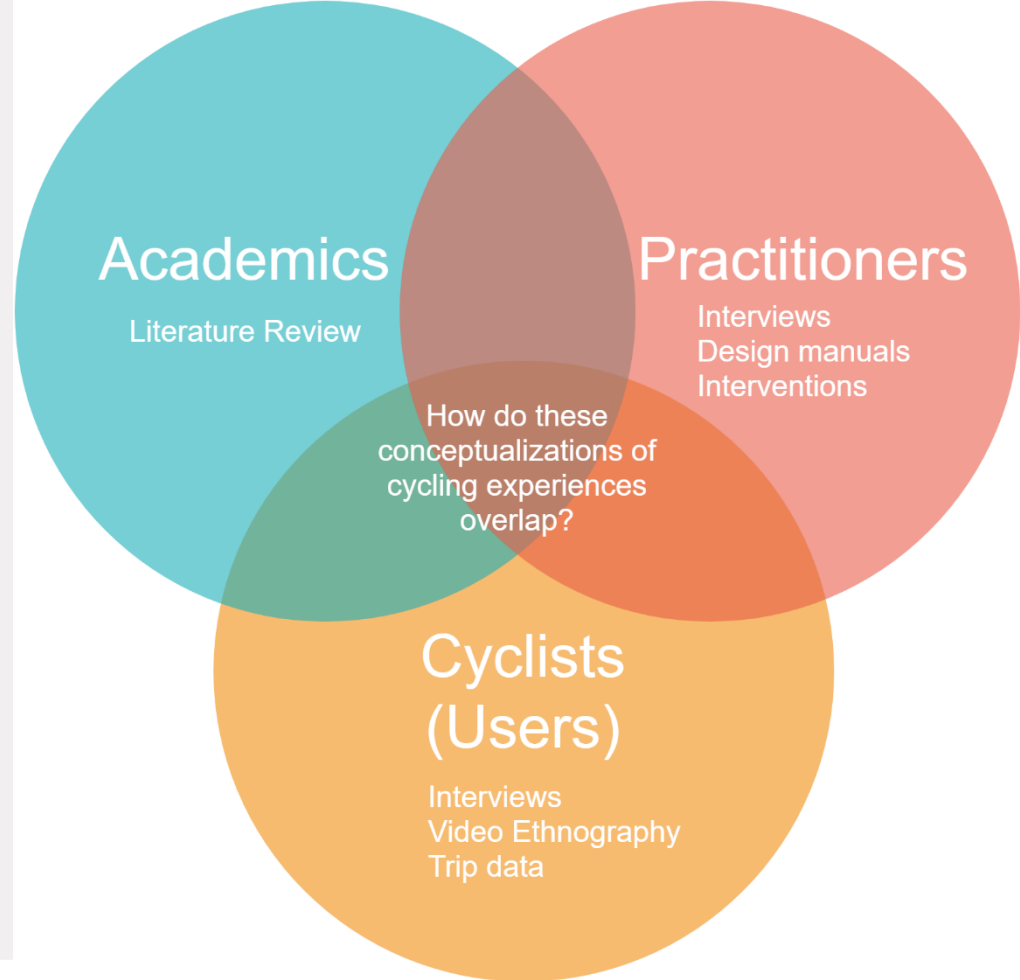 Academics
Literature Review
Practitioners
Interviews
Design manuals
Interventions
How do these
conceptualizations of
cycling experiences
overlap?
Cyclists
(Users)
Interviews
Video Ethnography
Trip data